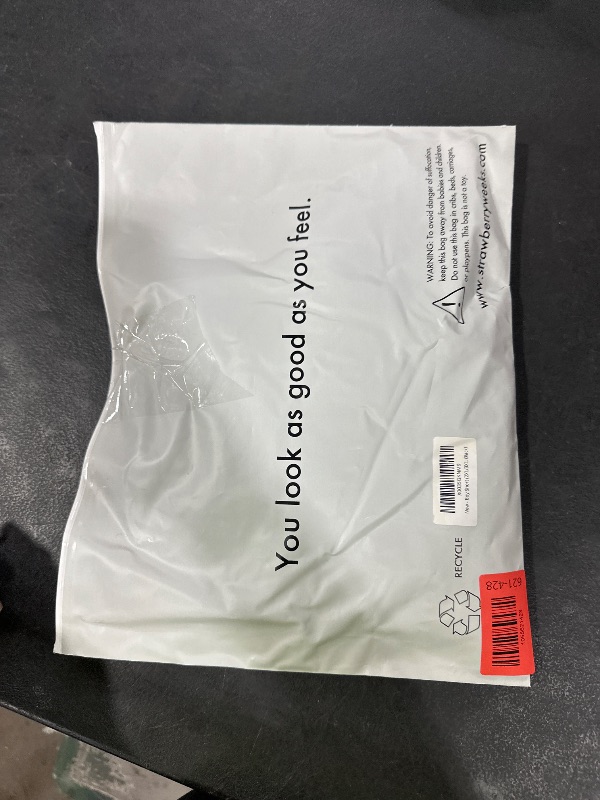 You look as good as you feel.
WARNING: To avoid danger of suffocation,
keep this bag away from babies and children.
Do not use this bag in cribs, beds, carriages,
or playpens. This bag is not a toy.
www.strawberryweeks.com
RECYCLE
621-428